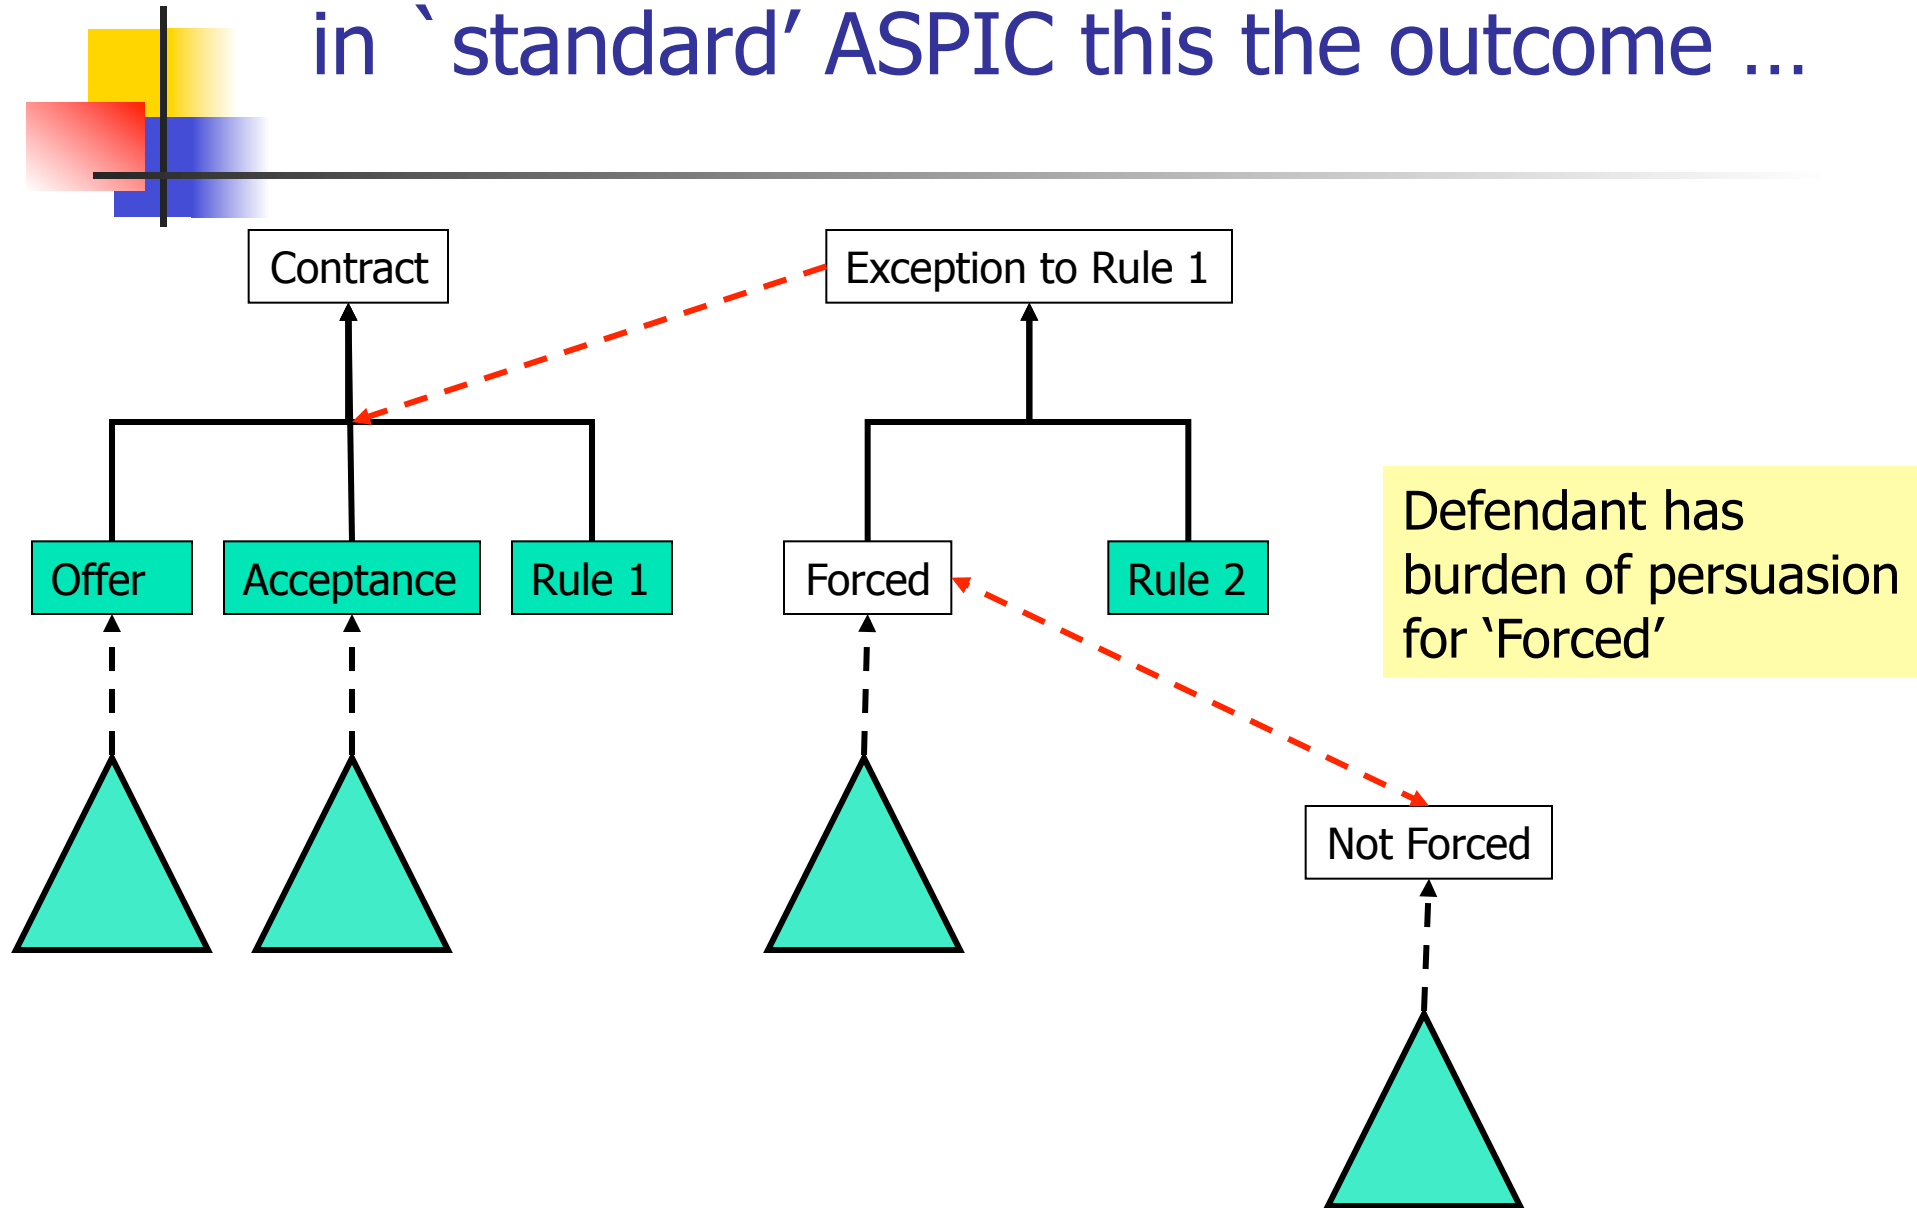 in `standard’ ASPIC this the outcome …
Contract
Exception to Rule 1
Offer
Acceptance
Rule 1
Forced
Rule 2
Defendant has
burden of persuasion
for ‘Forced’
Not Forced